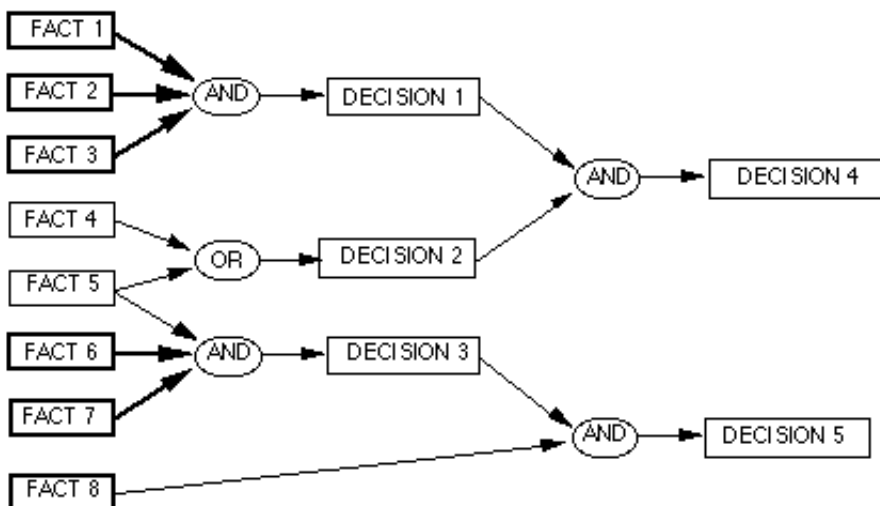 FACT 1
FACT 2
AND
DECISION 1
FACT 3
AND
DECISION 4
FACT 4
OR
DECISION 2
FACT 5
FACT 6
AND
DECISION 3
FACT 7
AND
DECISION 5
FACT 8